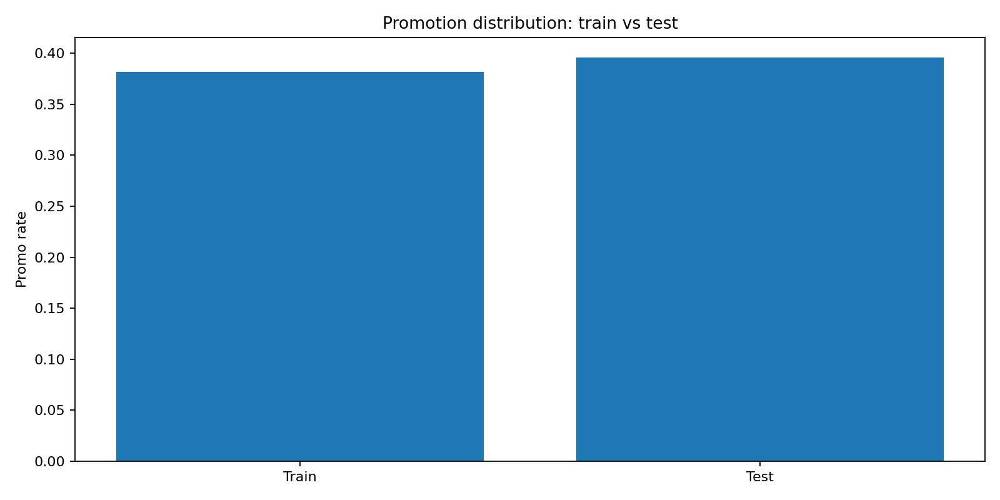 Promotion distribution: train vs test
Promo rate
0.40
0.35
0.30
0.25
0.20
0.15
0.10
0.05
0.00
Train
Test